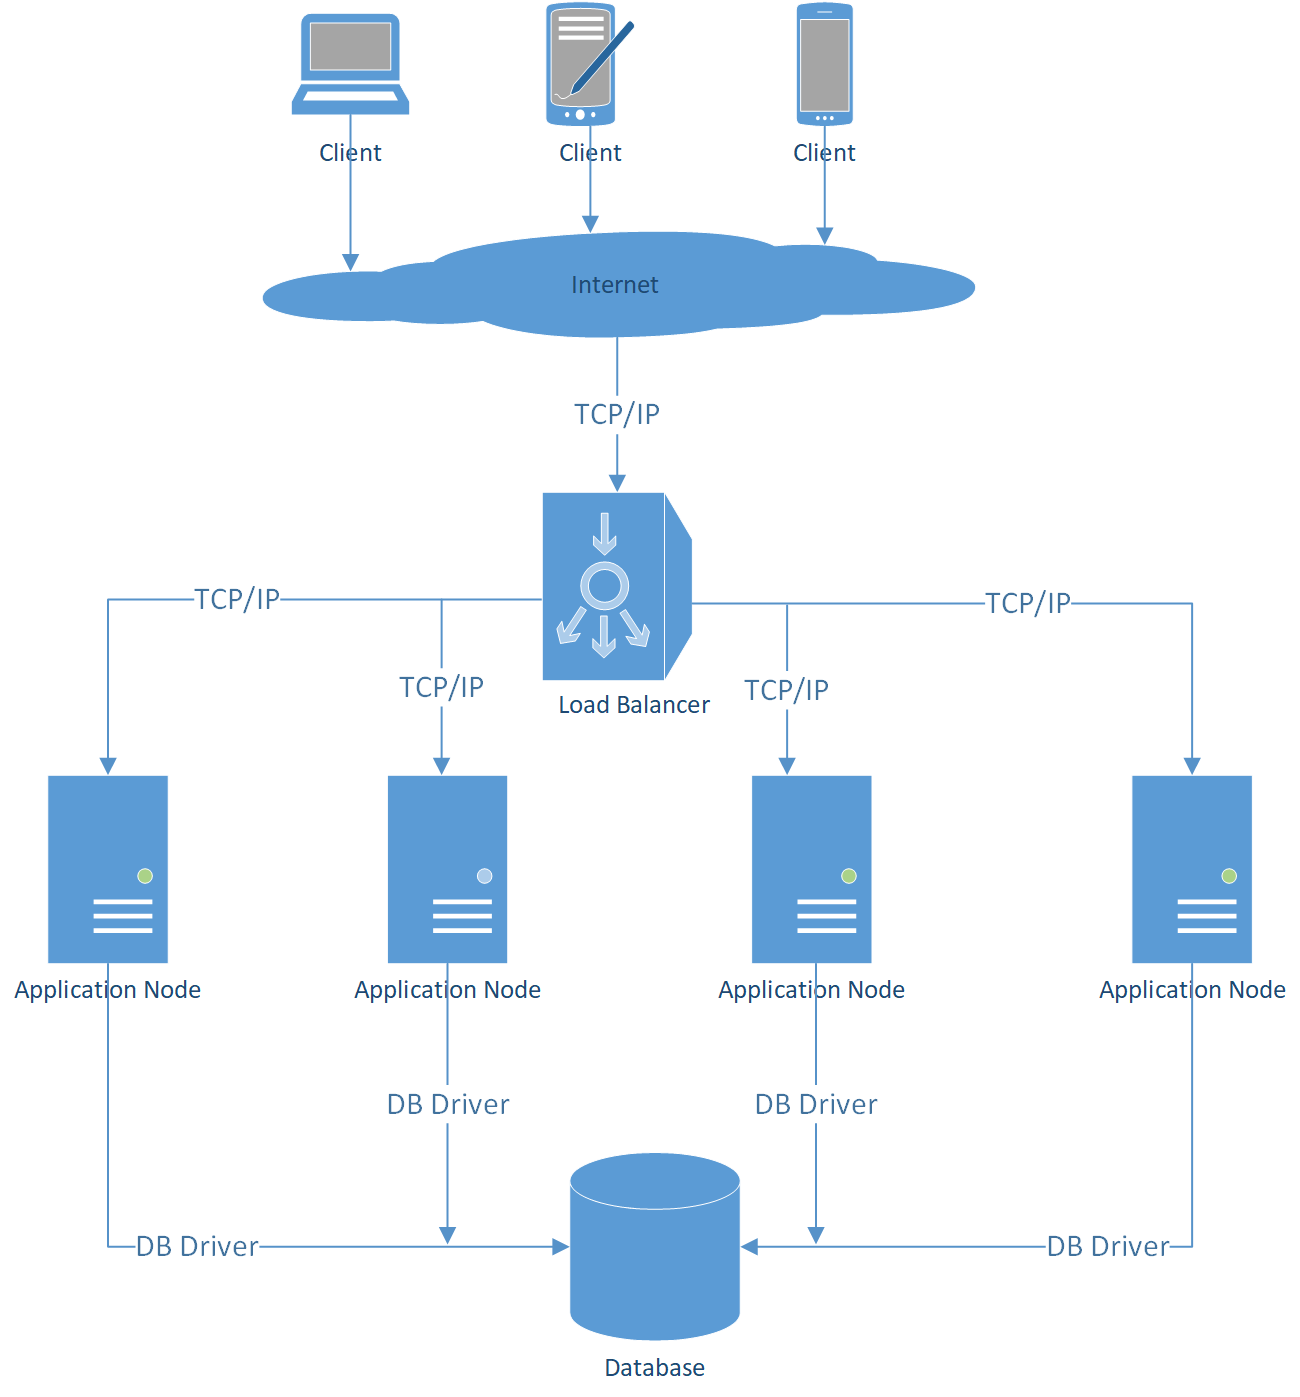 Client
Client
Client
Internet
TCP/IP
TCP/IP
TCP/IP
TCP/IP
TCP/IP
Load Balancer
Application Node
Application Node
Application Node
Application Node
DB Driver
DB Driver
DB Driver
DB Driver
Database